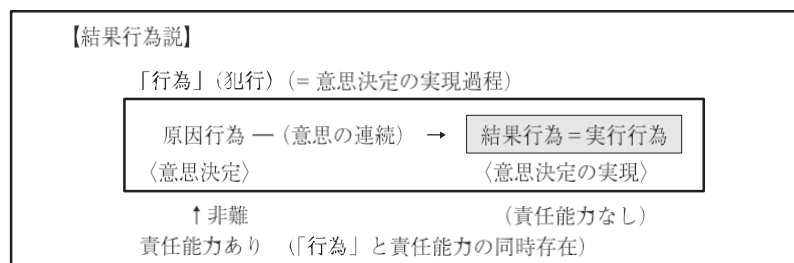 【結果行為説】
「行為」（犯行）（= 意思決定の実現過程）
原因行為 ―（意思の連続） → 結果行為＝実行行為
〈意思決定〉 〈意思決定の実現〉
↑非難 （責任能力なし）
責任能力あり （「行為」と責任能力の同時存在）